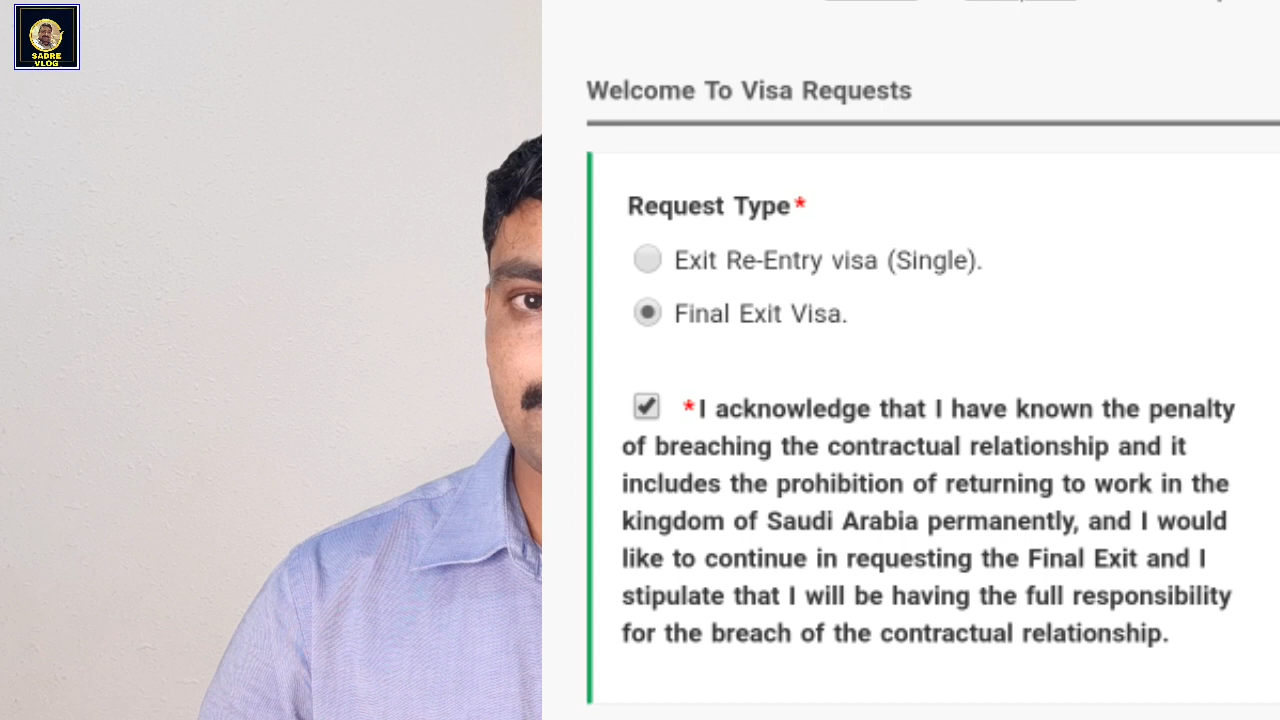 SADRE
VLOG
Welcome To Visa Requests
Request Type*
Exit Re-Entry visa (Single).
Final Exit Visa.
*I acknowledge that I have known the penalty
of breaching the contractual relationship and it
includes the prohibition of returning to work in the
kingdom of Saudi Arabia permanently, and I would
like to continue in requesting the Final Exit and I
stipulate that I will be having the full responsibility
for the breach of the contractual relationship.